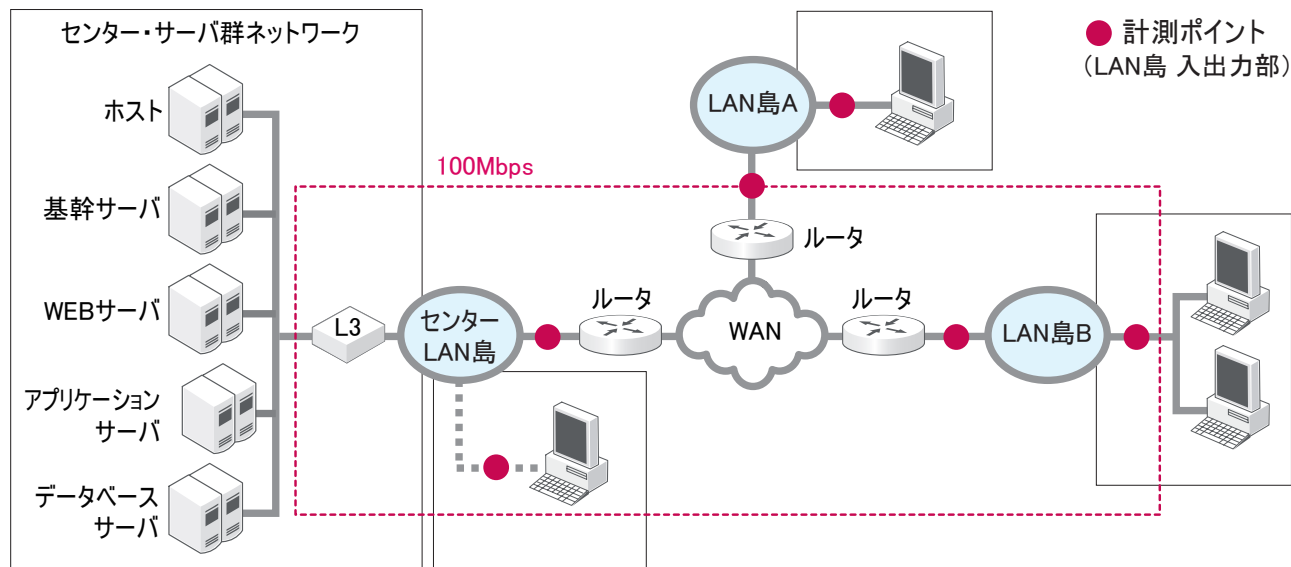 センター・サーバ群ネットワーク
ホスト
基幹サーバ
WEBサーバ
アプリケーション
サーバ
データベース
サーバ
L3
センター
LAN島
100Mbps
ルータ
WAN
LAN島A
ルータ
ルータ
LAN島B
計測ポイント
(LAN島 入出力部)